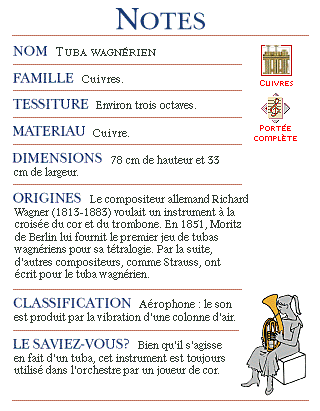 NOTES
NOM TUBA WAGNÉRIEN
CUIVRES
FAMILLE Cuivres.
TESSITURE Environ trois octaves.
PORTÉE
COMPLÈTE
MATERIAU Cuivre.
DIMENSIONS 78 cm de hauteur et 33
cm de largeur.
ORIGINES Le compositeur allemand Richard
Wagner (1813-1883) voulait un instrument à la
croisée du cor et du trombone. En 1851, Moritz
de Berlin lui fournit le premier jeu de tubas
wagnériens pour sa tétralogie. Par la suite,
d'autres compositeurs, comme Strauss, ont
écrit pour le tuba wagnérien.
CLASSIFICATION Aérophone : le son
est produit par la vibration d'une colonne d'air.
LE SAVIEZ-VOUS? Bien qu'il s'agisse
en fait d'un tuba, cet instrument est toujours
utilisé dans l'orchestre par un joueur de cor.